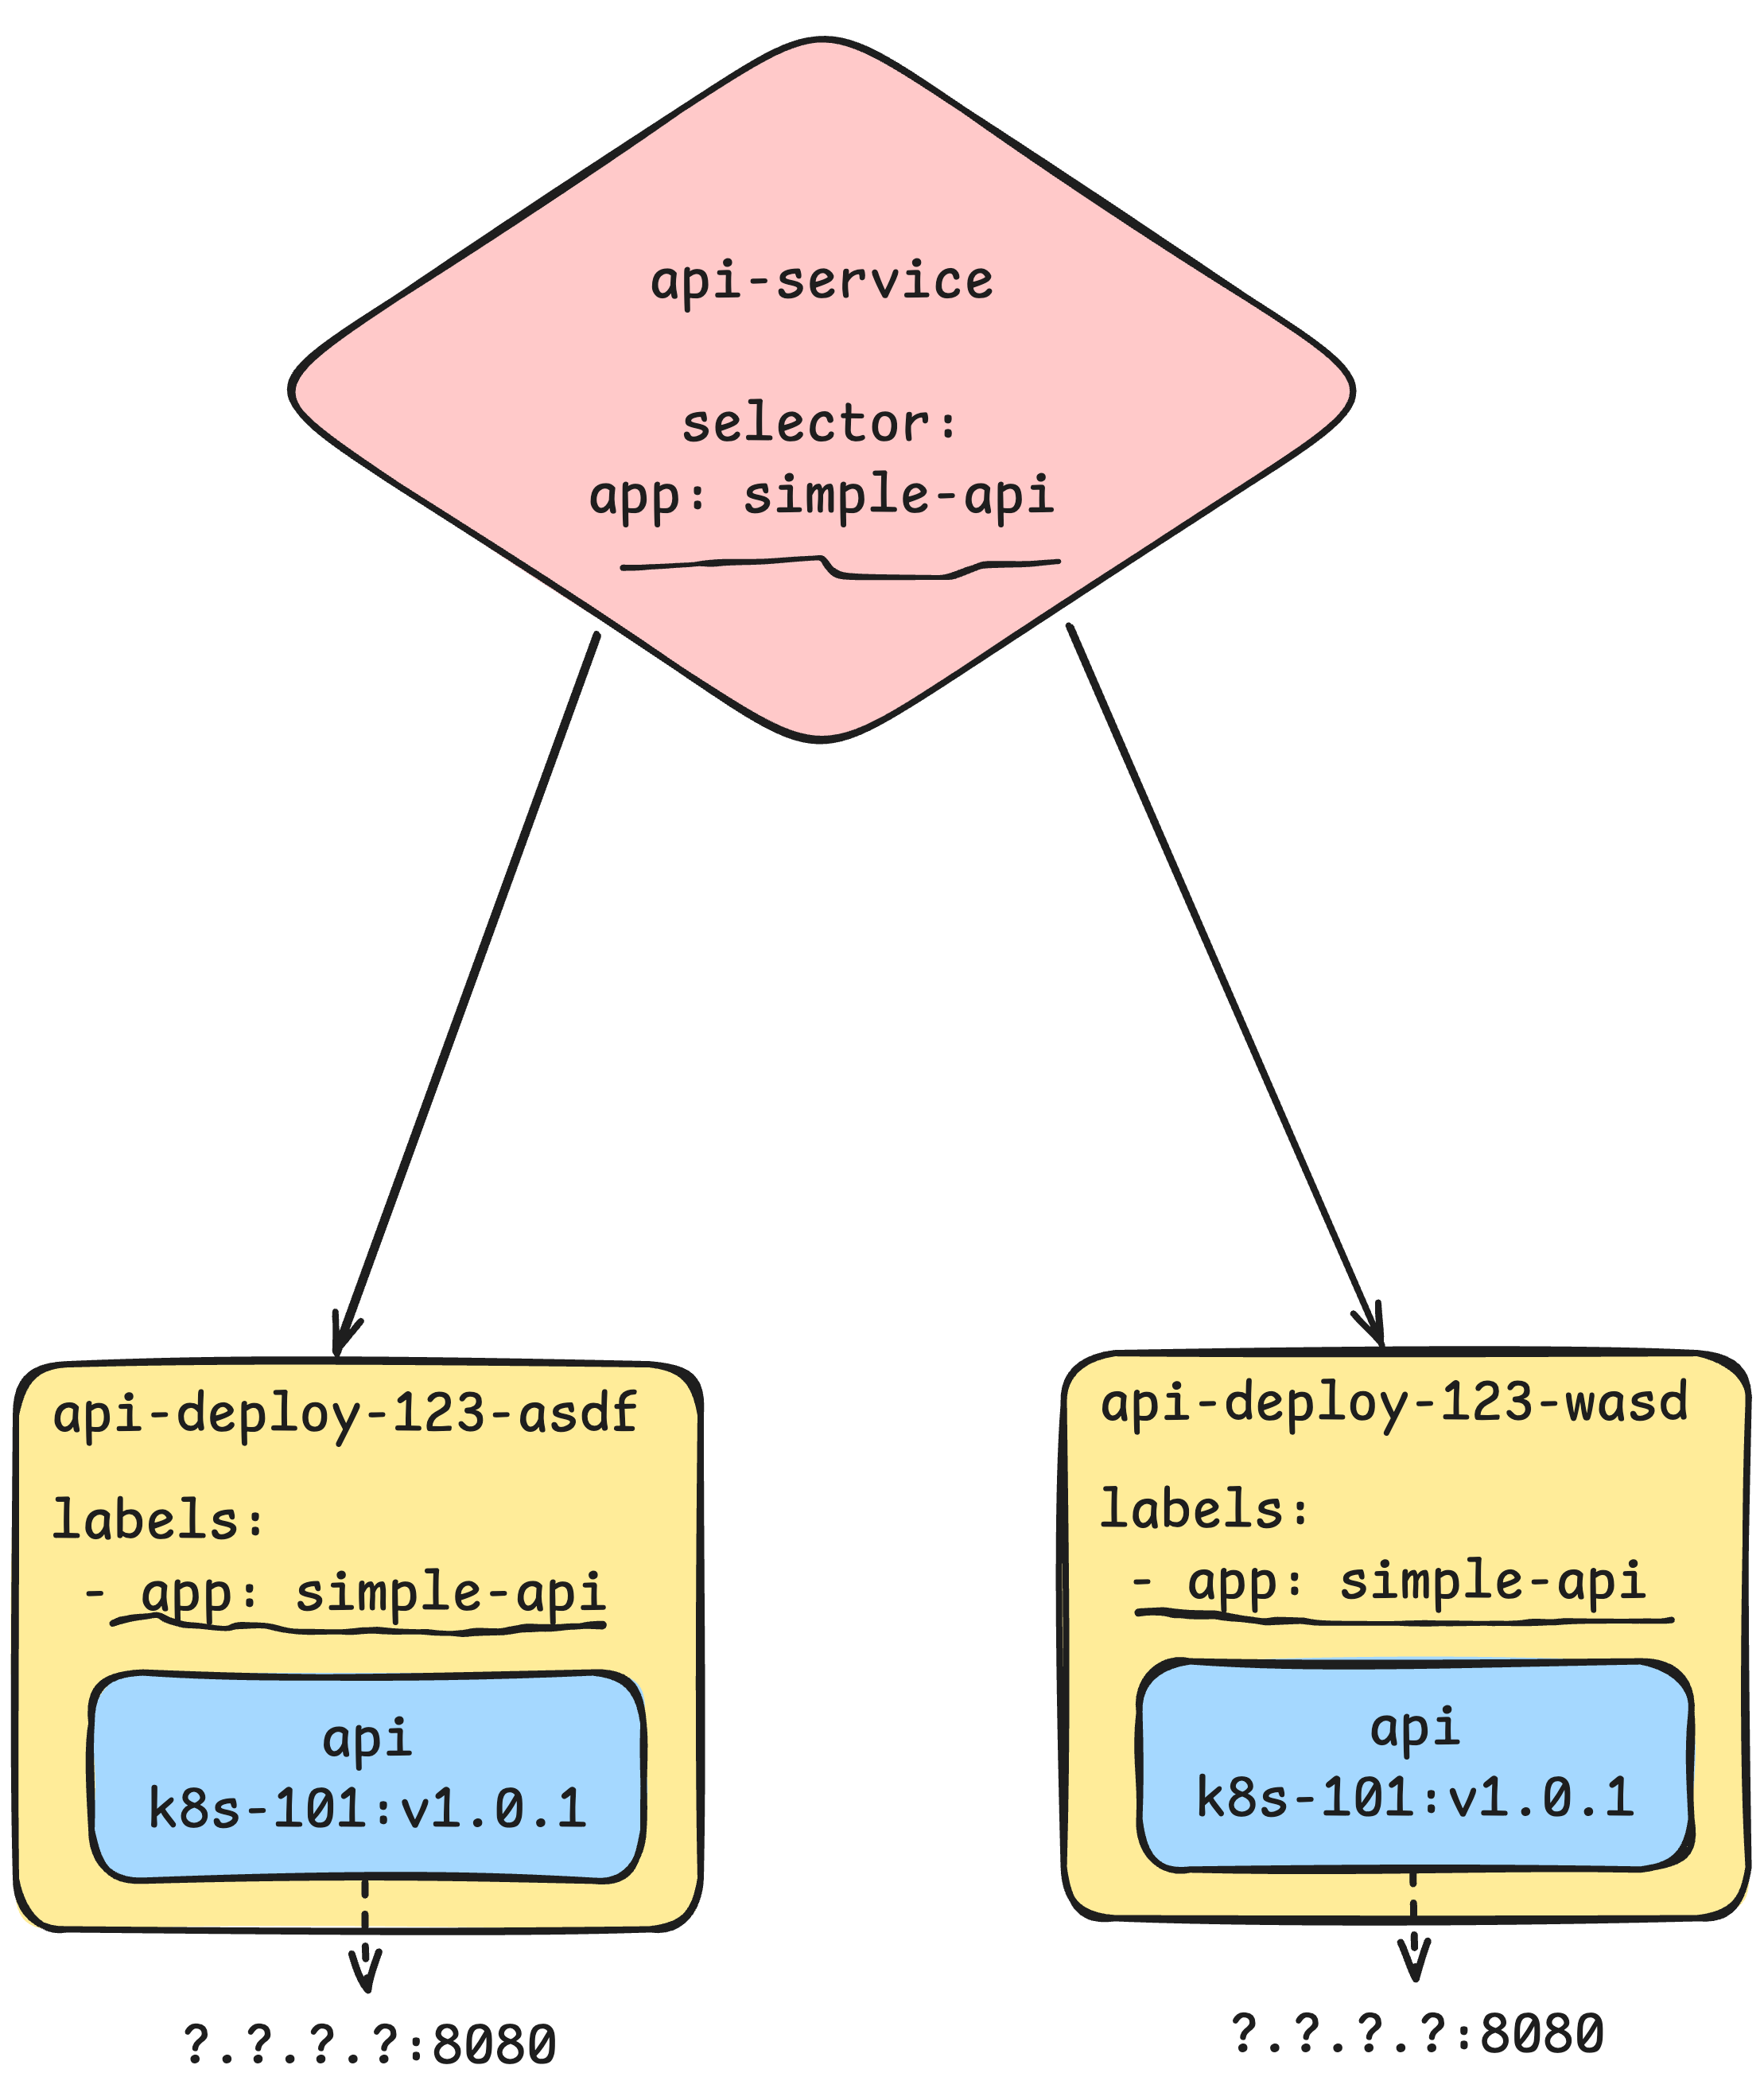 api-service
selector:
app: simple-api
api-deploy-123-asdf
labels:
- app: simple-api
api
k8s-101:v1.0.1
?.?.?.?:8080
api-deploy-123-wasd
labels:
- app: simple-api
api
k8s-101:v1.0.1
?.?.?.?:8080